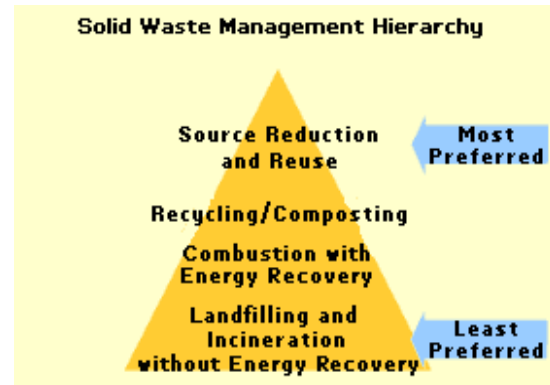 Solid Waste Management Hierarchy
Source Reduction
and Reuse
Most
Preferred
Recycling/Composting
Combustion with
Energy Recovery
Landfilling and
Incineration
without Energy Recovery
Least
Preferred